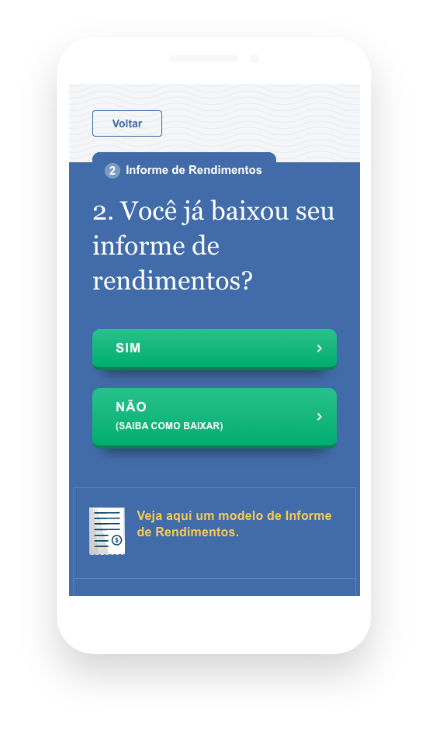 Voltar
2 Informe de Rendimentos
2. Você já baixou seu
informe de
rendimentos?
SIM
NÃO
(SAIBA COMO BAIXAR)
Veja aqui um modelo de Informe
de Rendimentos.
$